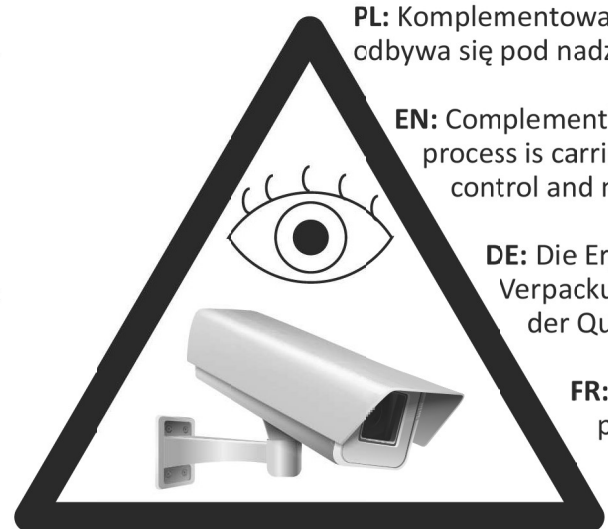 PL: Komplementowa
odbywa się pod nadz
EN: Complement
process is carri
control and
DE: Die Er
Verpacku
der Qu
FR:
p